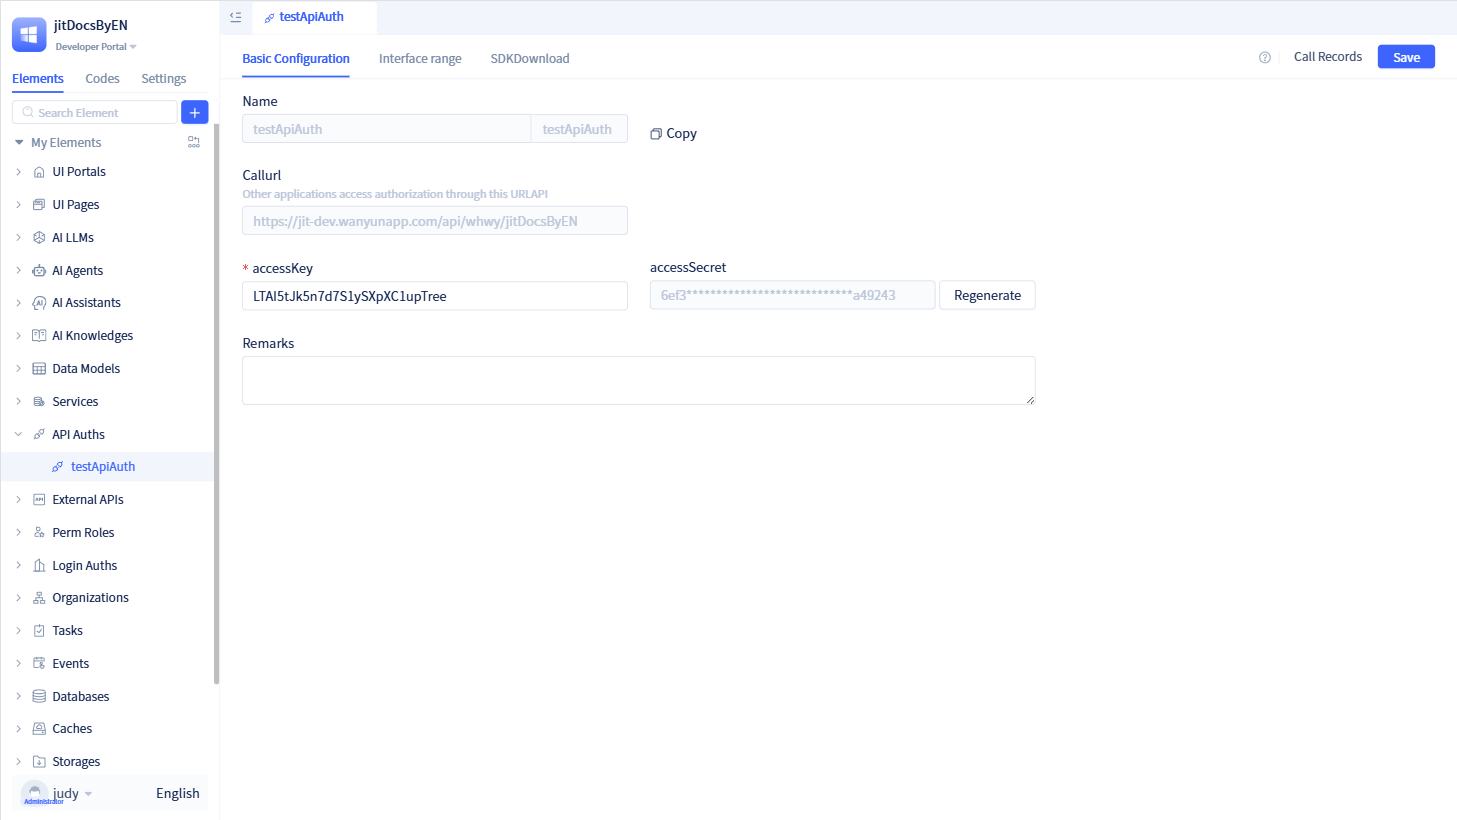 jitDocsByEN
Developer Portal
Elements Codes Settings
Search Element
My Elements
UI Portals
UI Pages
AI LLMs
AI Agents
AI Assistants
AI Knowledges
Data Models
Services
API Auths
testApiAuth
External APIs
Perm Roles
Login Auths
Organizations
Tasks
Events
Databases
Caches
Storages
judy
Administrator
English
testApiAuth
Basic Configuration Interface range SDKDownload
Call Records Save
Name
testApiAuth testApiAuth Copy
Callurl
Other applications access authorization through this URLAPI
https://jit-dev.wanyunapp.com/api/whwy/jitDocsByEN
* accessKey accessSecret
LTAI5tJk5n7d7S1ySXpXC1upTree 6ef3****************************a49243 Regenerate
Remarks